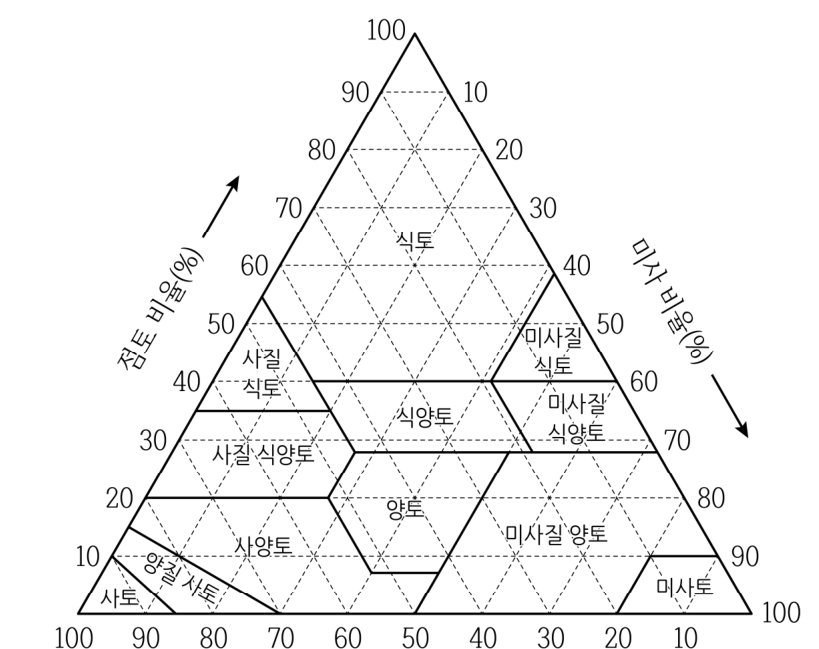 100
90 10
80 20
70 30
식토
60 40
점토 비율(%)
미사 비율(%)
50 50
미사질
식토
사질
식토
40 60
식양토
미사질
식양토
30 70
사질 식양토
20 80
양토
미사질 양토
사양토
10 90
양질 사토
사토
미사토
100
100 90 80 70 60 50 40 30 20 10